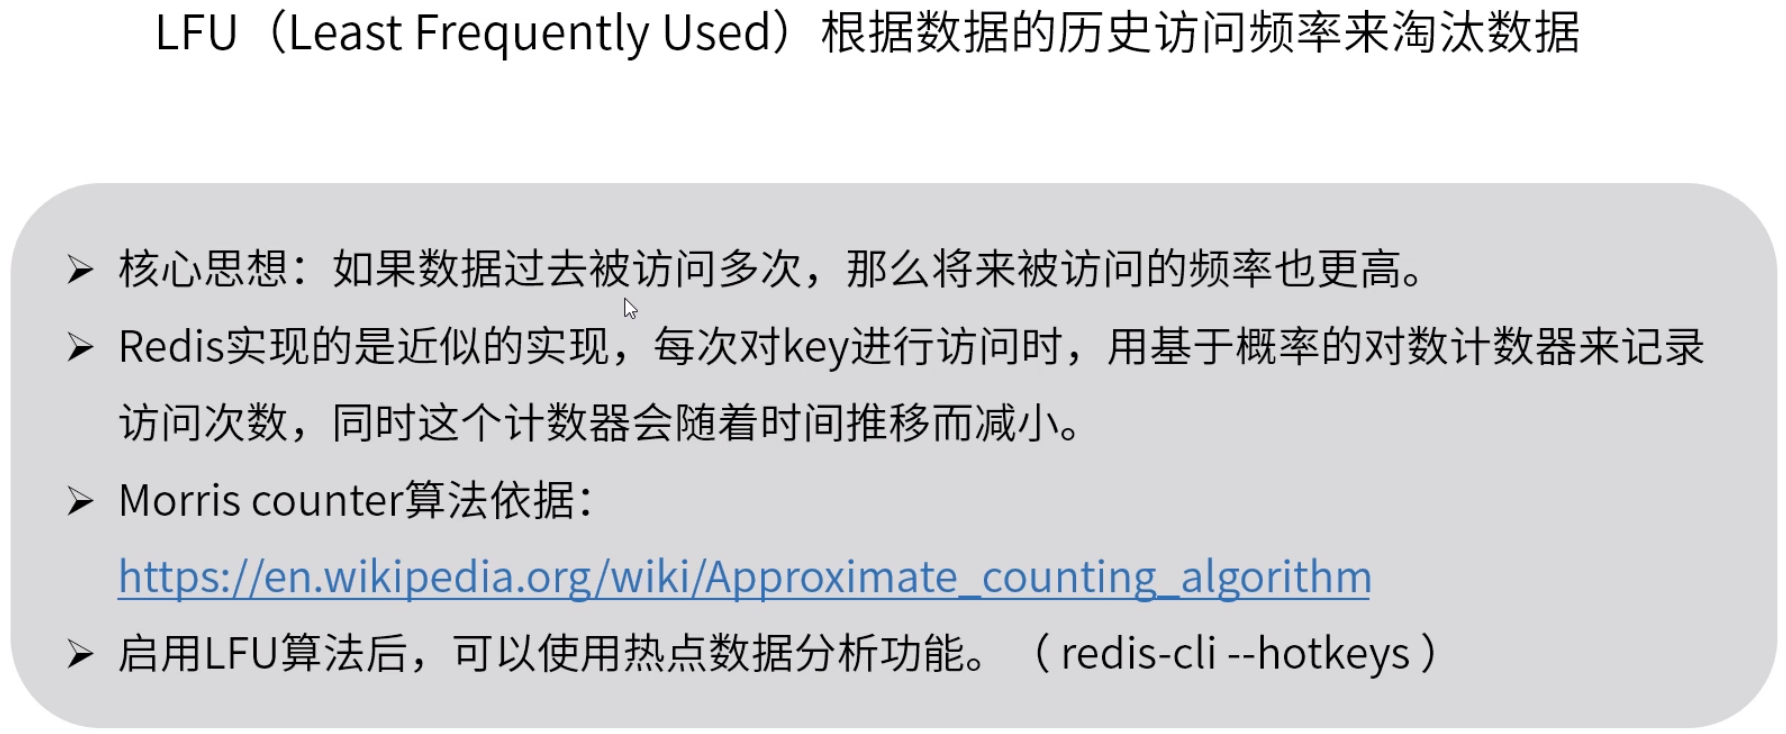 LFU（Least Frequently Used）根据数据的历史访问频率来淘汰数据
➢ 核心思想：如果数据过去被访问多次，那么将来被访问的频率也更高。
➢ Redis实现的是近似的实现，每次对key进行访问时，用基于概率的对数计数器来记录
访问次数，同时这个计数器会随着时间推移而减小。
➢ Morris counter算法依据：
https://en.wikipedia.org/wiki/Approximate_counting_algorithm
➢ 启用LFU算法后，可以使用热点数据分析功能。（ redis-cli --hotkeys ）